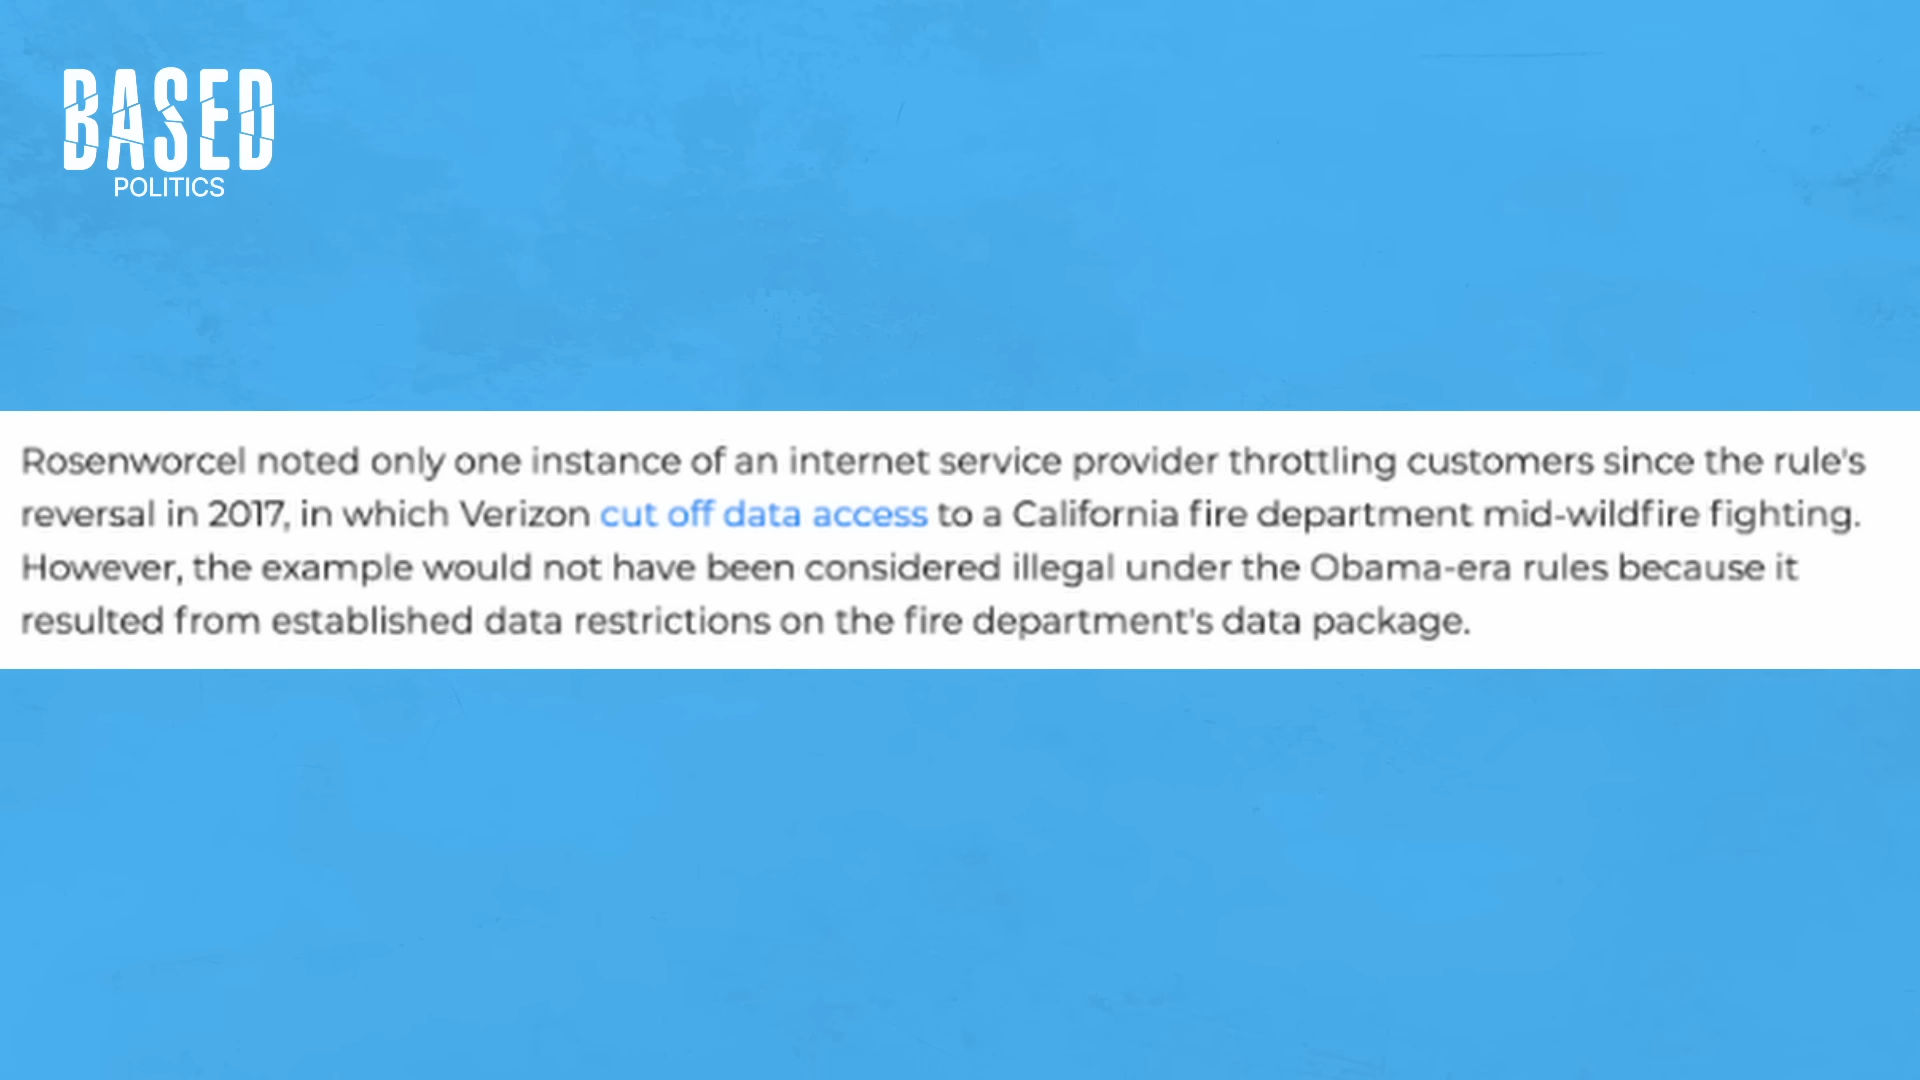 BASED
POLITICS
Rosenworcel noted only one instance of an internet service provider throttling customers since the rule's
reversal in 2017, in which Verizon cut off data access to a California fire department mid-wildfire fighting.
However, the example would not have been considered illegal under the Obama-era rules because it
resulted from established data restrictions on the fire department's data package.